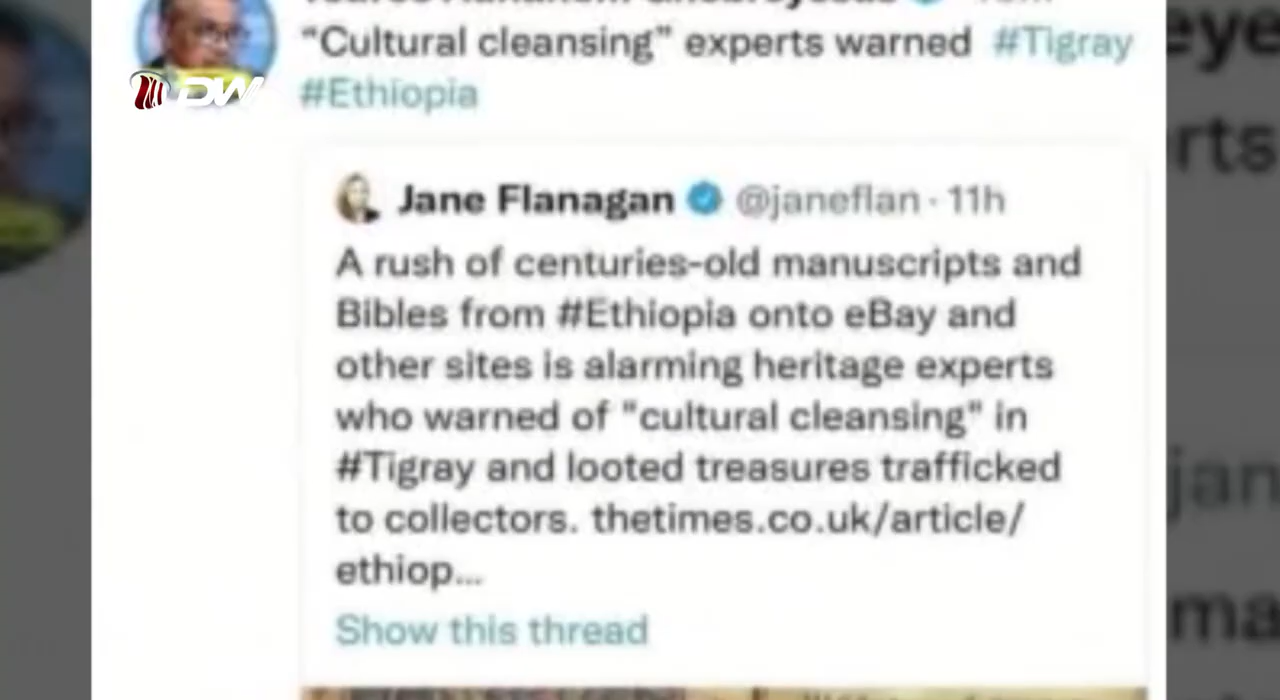 "Cultural cleansing" experts warned #Tigray
#Ethiopia
DW
Jane Flanagan @janeflan · 11h
A rush of centuries-old manuscripts and
Bibles from #Ethiopia onto eBay and
other sites is alarming heritage experts
who warned of "cultural cleansing" in
#Tigray and looted treasures trafficked
to collectors. thetimes.co.uk/article/
ethiop...
Show this thread